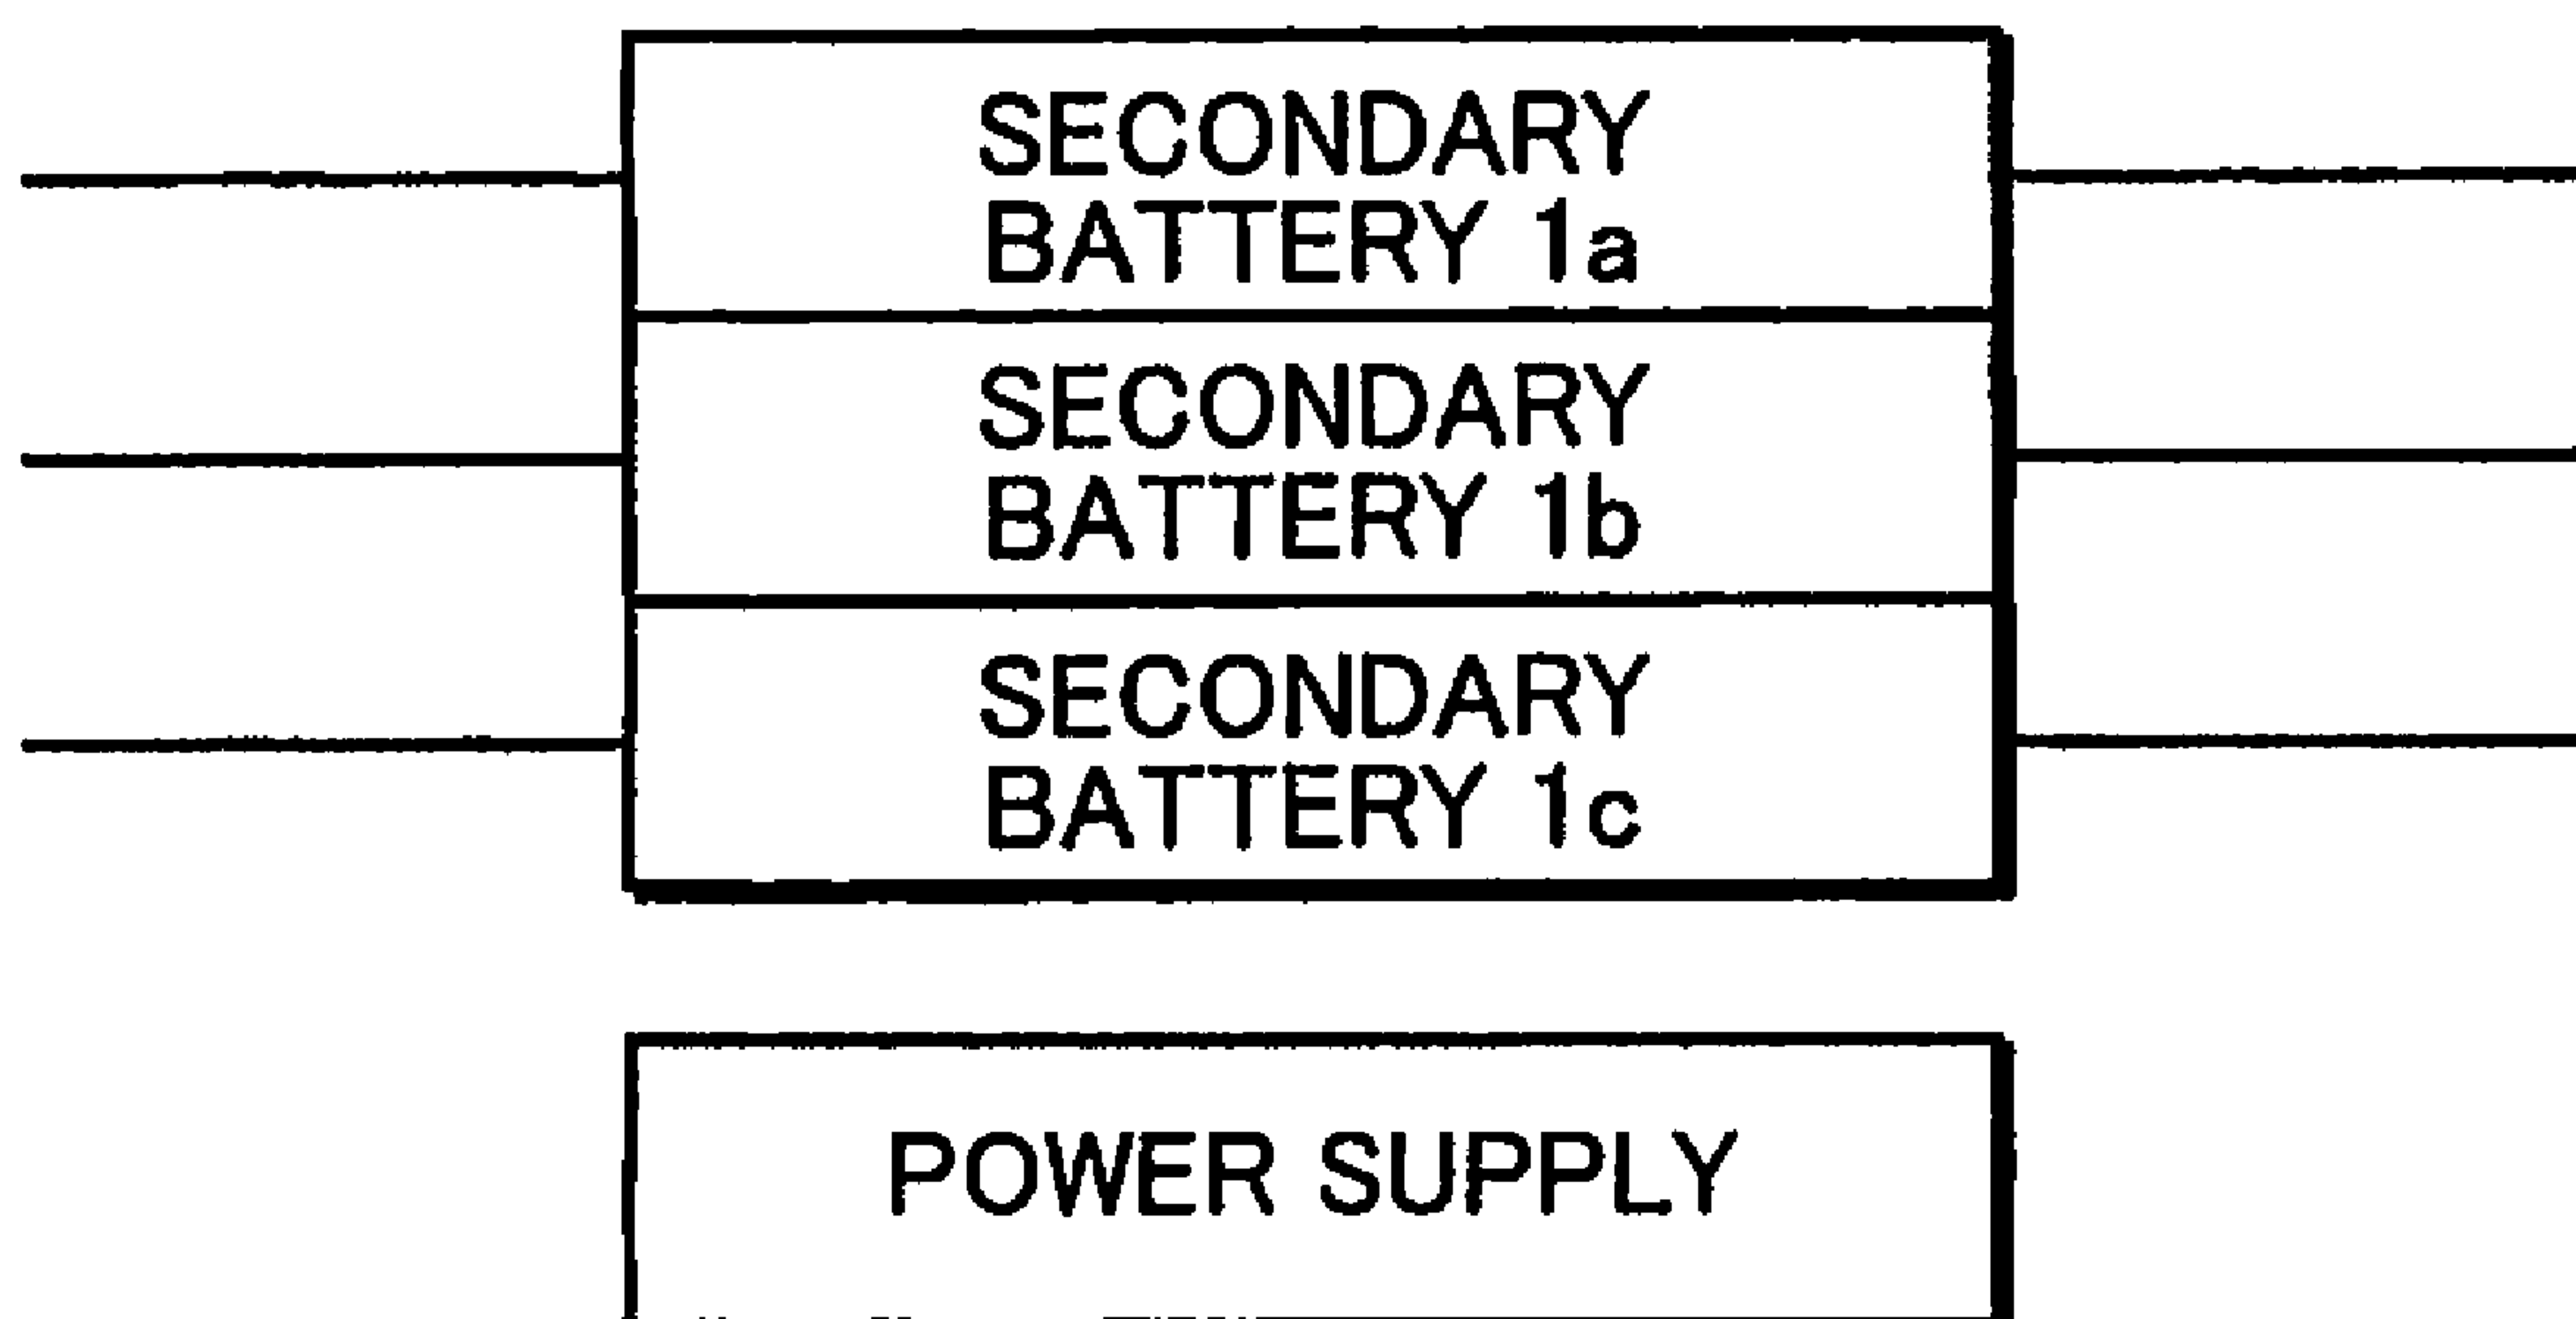 SECONDARY
BATTERY 1a
SECONDARY
BATTERY 1b
SECONDARY
BATTERY 1c
POWER SUPPLY